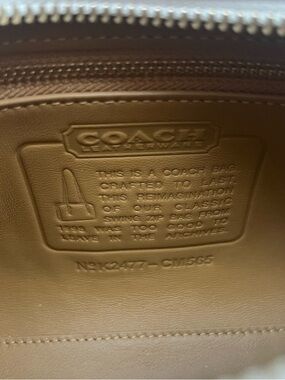 COACH
LEATHERWARE
THIS IS A COACH BAG
CRAFTED TO LAST.
THIS REIMAGINATION
OF OUR CLASSIC
SWING ZIP BAG FROM
1998 WAS TOO GOOD TO
LEAVE IN THE ARCHIVES.
Nº K2477-CM565